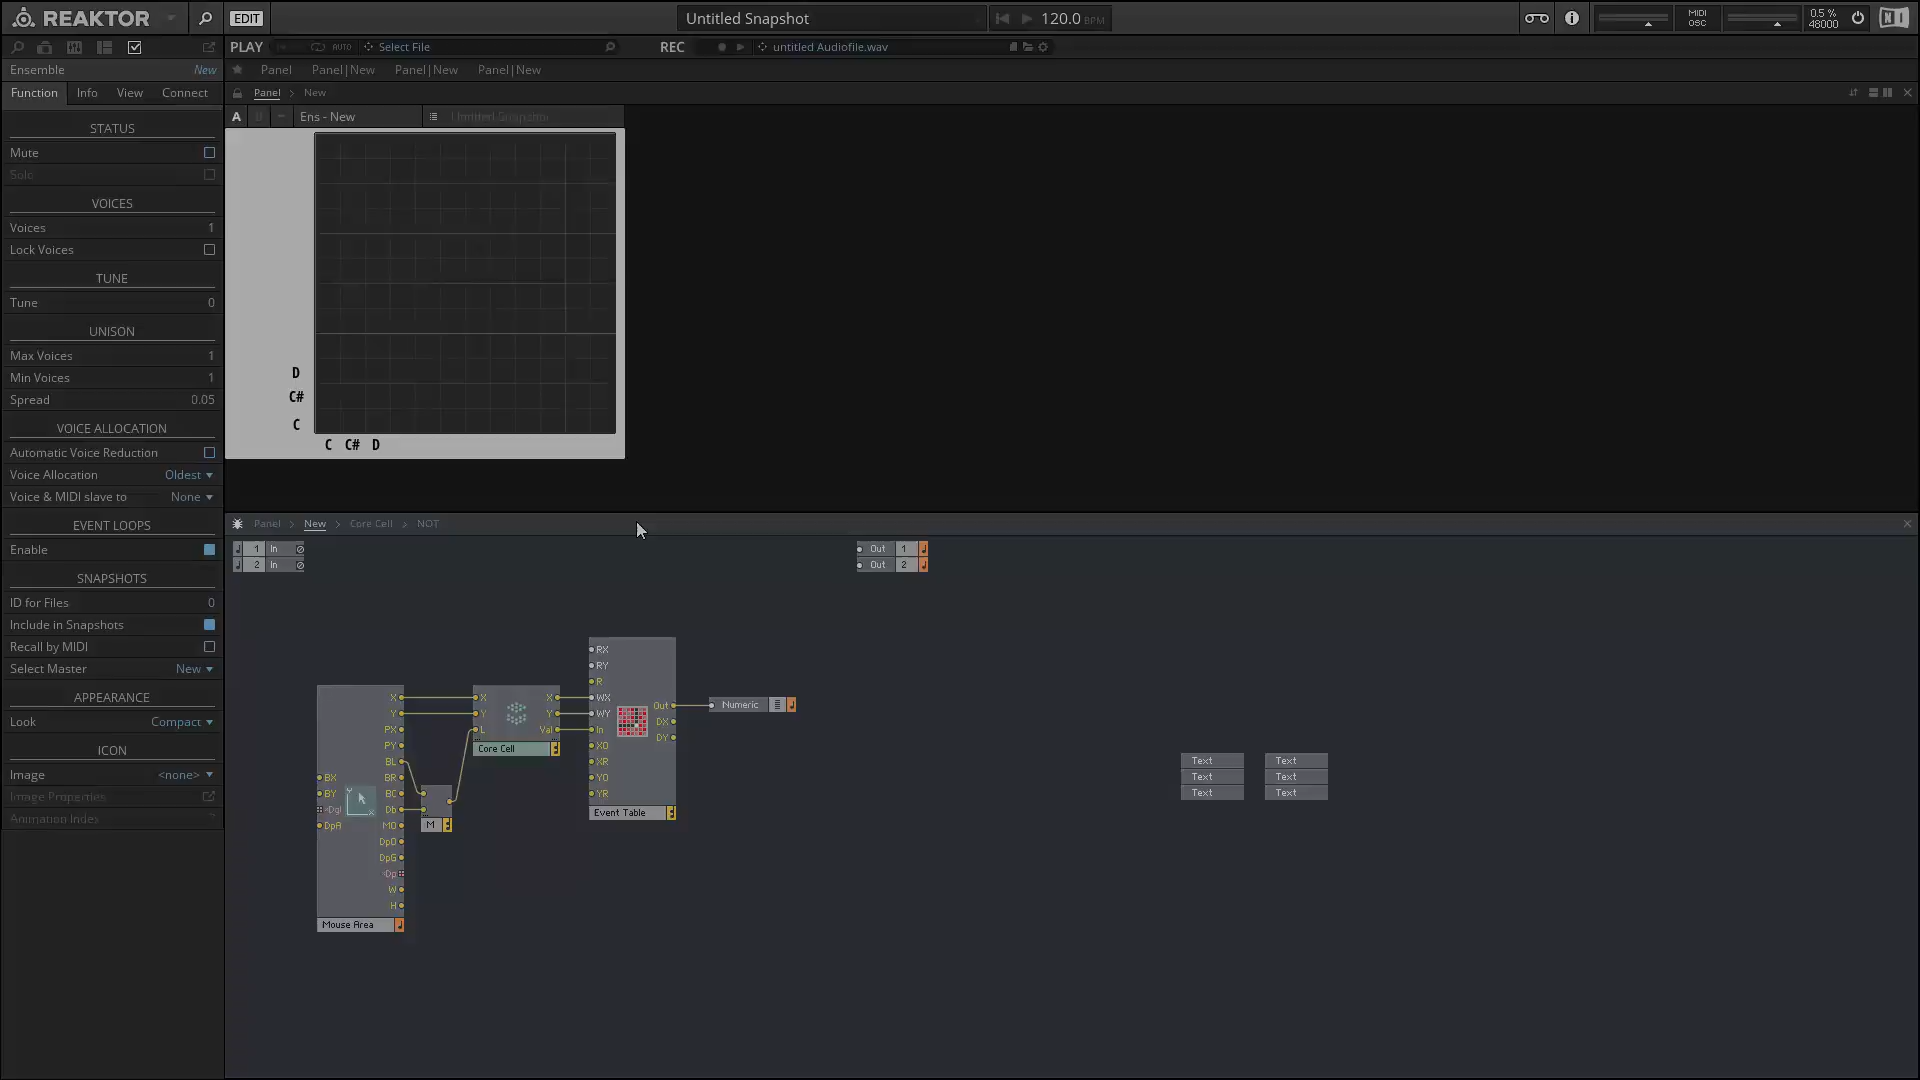 REAKTOR EDIT Untitled Snapshot 120.0 BPM MIDI OSC 0.5 % 48000
PLAY AUTO Select File REC untitled Audiofile.wav
Ensemble New Panel Panel|New Panel|New Panel|New
Function Info View Connect Panel > New
A Ens - New Untitled Snapshot
STATUS
Mute
Solo
VOICES
Voices 1
Lock Voices
TUNE
Tune 0
UNISON
Max Voices 1
Min Voices 1
Spread 0.05
VOICE ALLOCATION
Automatic Voice Reduction
Voice Allocation Oldest
Voice & MIDI slave to None
EVENT LOOPS
Enable
SNAPSHOTS
ID for Files 0
Include in Snapshots
Recall by MIDI
Select Master New
APPEARANCE
Look Compact
ICON
Image <none>
Image Properties
Animation Index
D
C#
C
C C# D
Panel > New > Core Cell > NOT
1 In
2 In
Out 1
Out 2
X
Y
PX
PY
BL
BX BR
BY BC
Db
DpA MO
DpO
DpG
W
H
Mouse Area
M
X X
Y Y
L Val
Core Cell
RX
RY
R
WX
WY Out
In DX
XO DY
XR
YO
YR
Event Table
Numeric
Text Text
Text Text
Text Text